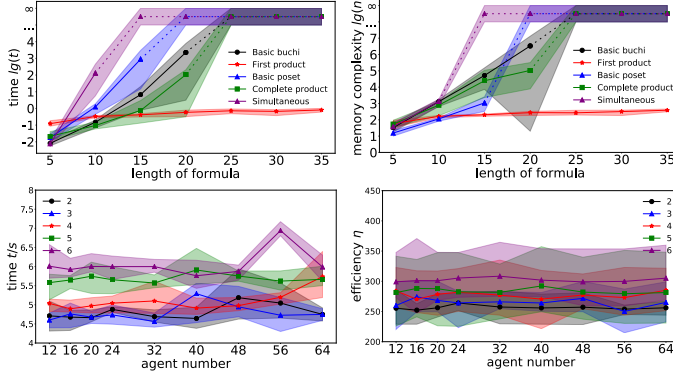 time lg(t)
∞
...
4
3
2
1
0
-1
-2
Basic buchi
First product
Basic poset
Complete product
Simultaneous
5 10 15 20 25 30 35
length of formula
memory complexity lg(n
∞
...
7
6
5
4
3
2
1
0
Basic buchi
First product
Basic poset
Complete product
Simultaneous
5 10 15 20 25 30 35
length of formula
time t/s
8
7.5
7
6.5
6
5.5
5
4.5
4
2
3
4
5
6
12 16 20 24 32 40 48 56 64
agent number
efficiency η
450
400
350
300
250
200
2
3
4
5
6
12 16 20 24 32 40 48 56 64
agent number